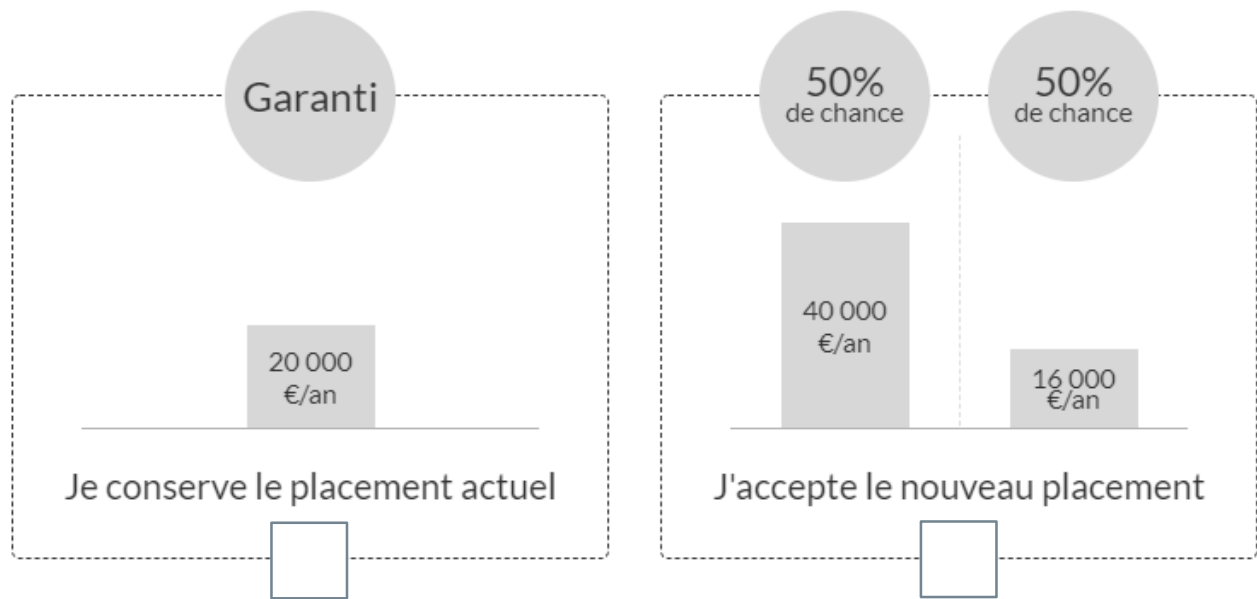 Garanti
20 000
€/an
Je conserve le placement actuel
50%
de chance
50%
de chance
40 000
€/an
16 000
€/an
J'accepte le nouveau placement